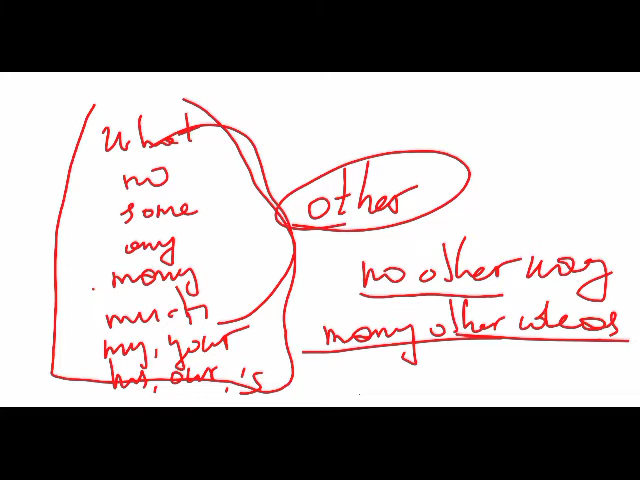 what
no
some
any
many
much
my, your
his, our, 's
other
no other way
many other ideas